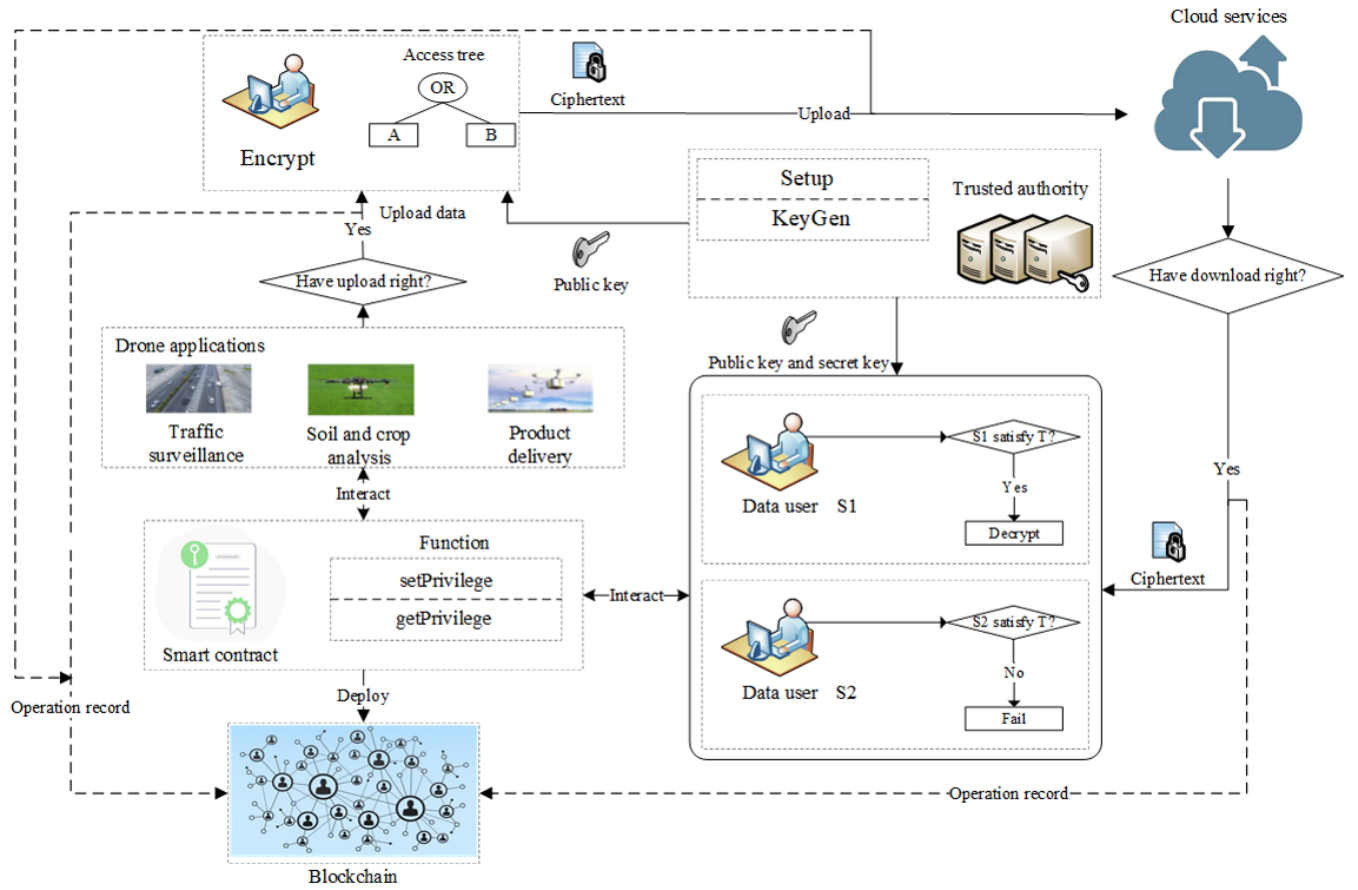 Cloud services
Access tree
OR
A
B
Encrypt
Ciphertext
Upload
Setup
KeyGen
Trusted authority
Upload data
Yes
Public key
Have upload right?
Have download right?
Drone applications
Traffic
surveillance
Soil and crop
analysis
Product
delivery
Public key and secret key
S1 satisfy T?
Yes
Data user S1
Decrypt
Yes
Ciphertext
Interact
Function
setPrivilege
getPrivilege
Smart contract
Interact
S2 satisfy T?
No
Data user S2
Fail
Deploy
Operation record
Operation record
Blockchain